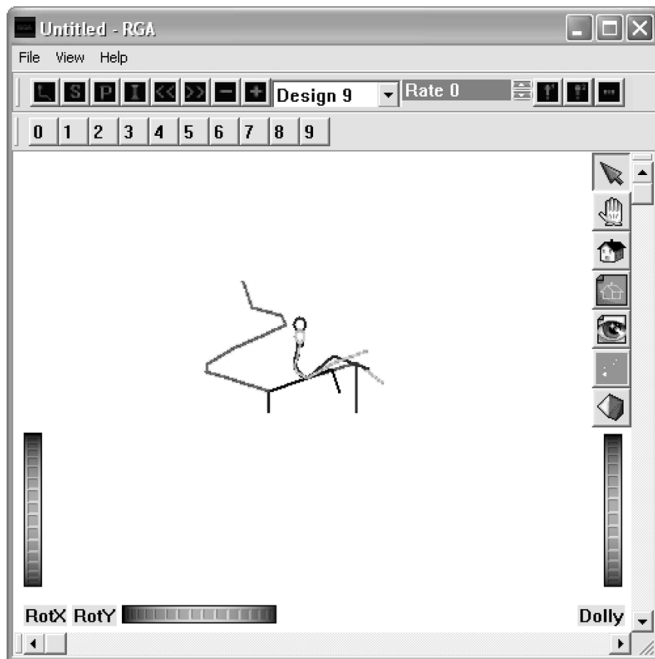 Untitled - RGA
File View Help
S P I << >> - + Design 9 Rate 0
0 1 2 3 4 5 6 7 8 9
RotX RotY Dolly